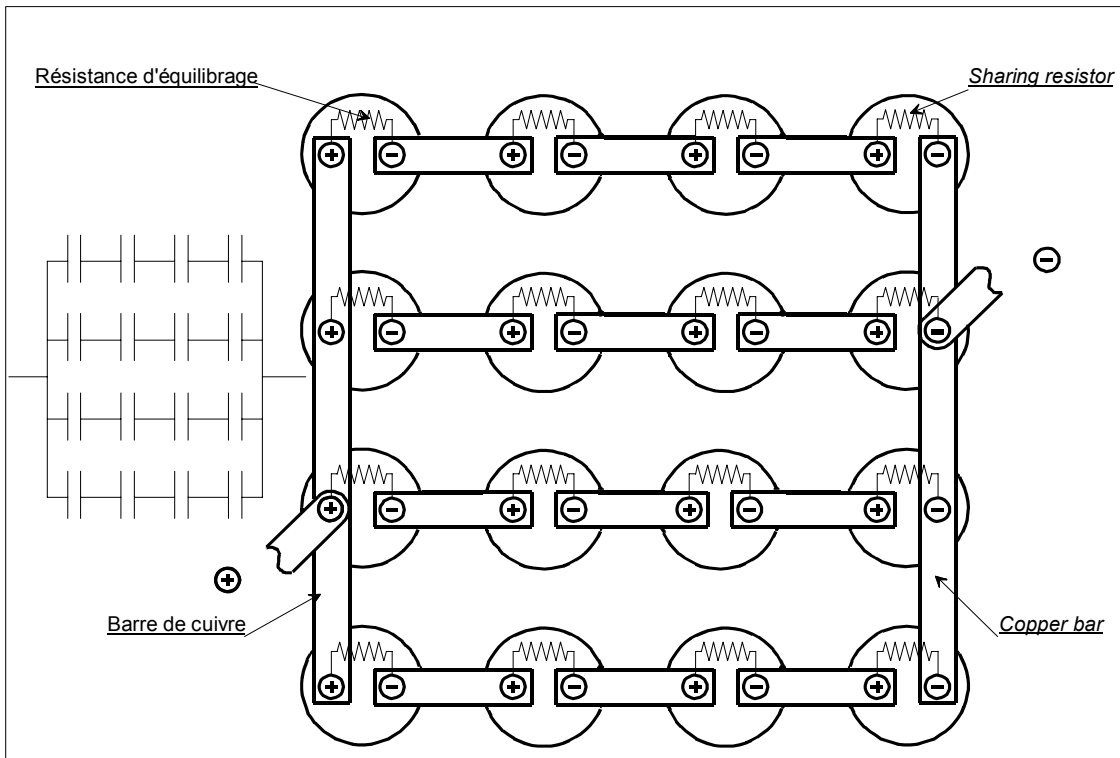 Résistance d'équilibrage
Sharing resistor
+ - + - + - + -
-
+ - + - + - + -
+ - + - + - + -
+
Barre de cuivre
Copper bar
+ - + - + - + -